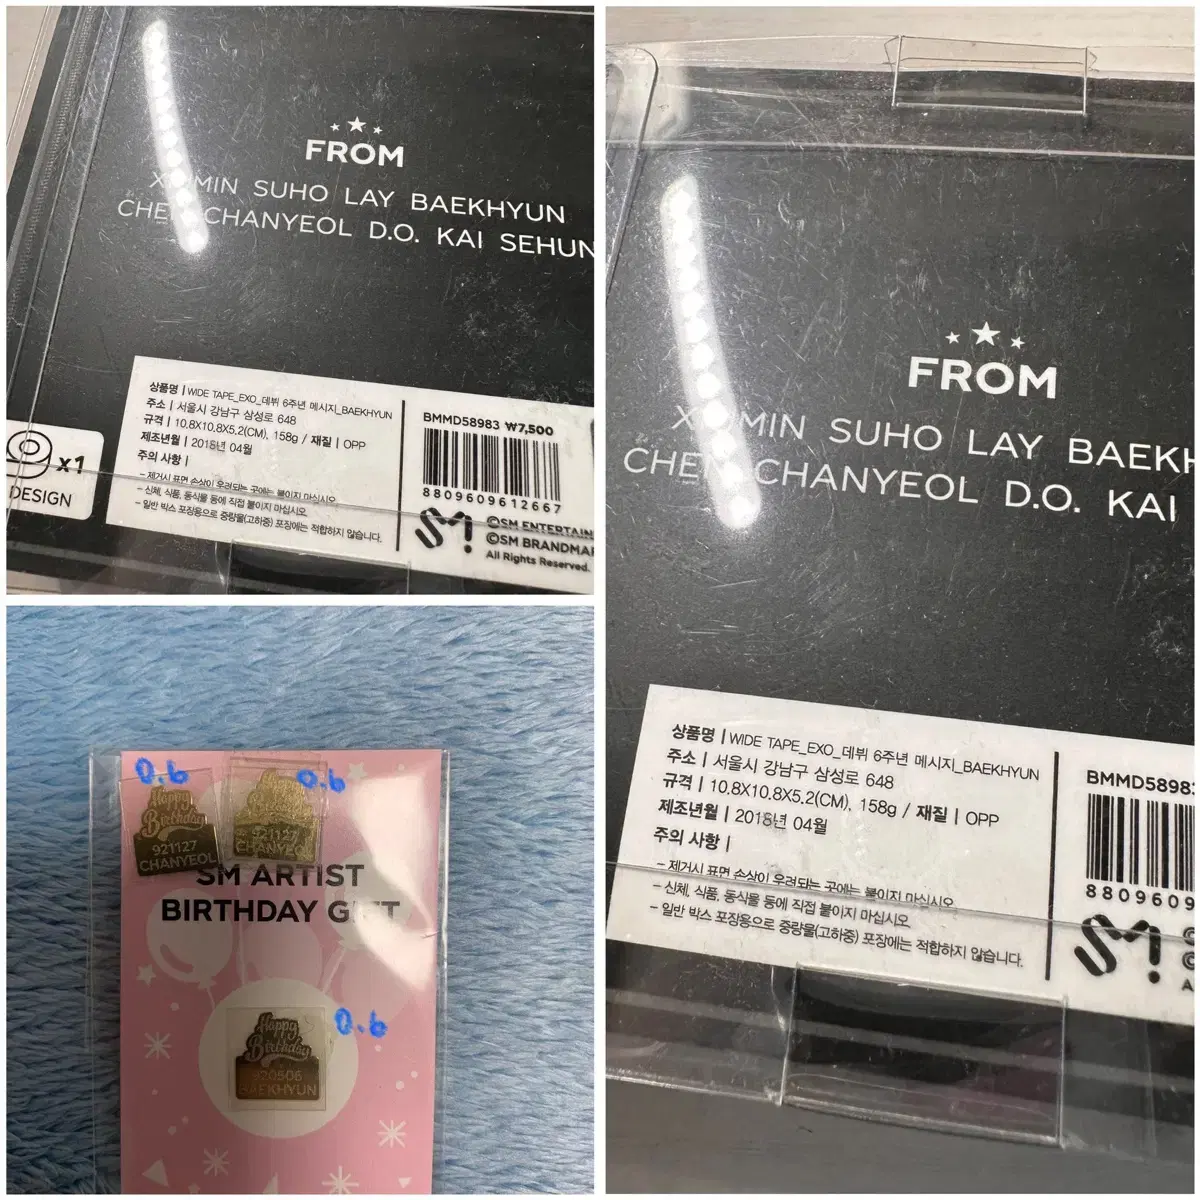 FROM
XIUMIN SUHO LAY BAEKHYUN
CHEN CHANYEOL D.O. KAI SEHUN
상품명 | WIDE TAPE_EXO_데뷔 6주년 메시지_BAEKHYUN
주소 | 서울시 강남구 삼성로 648
규격 | 10.8X10.8X5.2(CM), 158g / 재질 | OPP
제조년월 | 2018년 04월
주의 사항 |
- 제거시 표면 손상이 우려되는 곳에는 붙이지 마십시오
- 신체, 식품, 동식물 등에 직접 붙이지 마십시오
- 일반 박스 포장용으로 중량물(고하중) 포장에는 적합하지 않습니다.
x1
DESIGN
BMMD58983 ₩7,500
8809609612667
SM!
©SM ENTERTAIN
©SM BRANDMAR
All Rights Reserved.
FROM
XIUMIN SUHO LAY BAEKH
CHEN CHANYEOL D.O. KAI
상품명 | WIDE TAPE_EXO_데뷔 6주년 메시지_BAEKHYUN
주소 | 서울시 강남구 삼성로 648
규격 | 10.8X10.8X5.2(CM), 158g / 재질 | OPP
제조년월 | 2018년 04월
주의 사항 |
- 제거시 표면 손상이 우려되는 곳에는 붙이지 마십시오
- 신체, 식품, 동식물 등에 직접 붙이지 마십시오
- 일반 박스 포장용으로 중량물(고하중) 포장에는 적합하지 않습니다.
BMMD58983
8809609
SM!
0.6
0.6
Happy
Birthday
921127
CHANYEOL
Happy
Birthday
921127
CHANYEOL
SM ARTIST
BIRTHDAY GIFT
0.6
Happy
Birthday
920506
BAEKHYUN